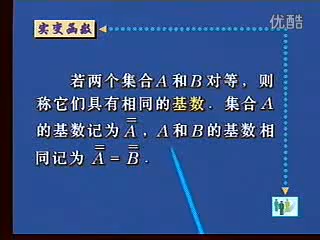 优酷
实变函数
若两个集合A和B对等，则
称它们具有相同的基数．集合A
的基数记为 A̿ ，A和B的基数相
同记为 A̿ = B̿ ．